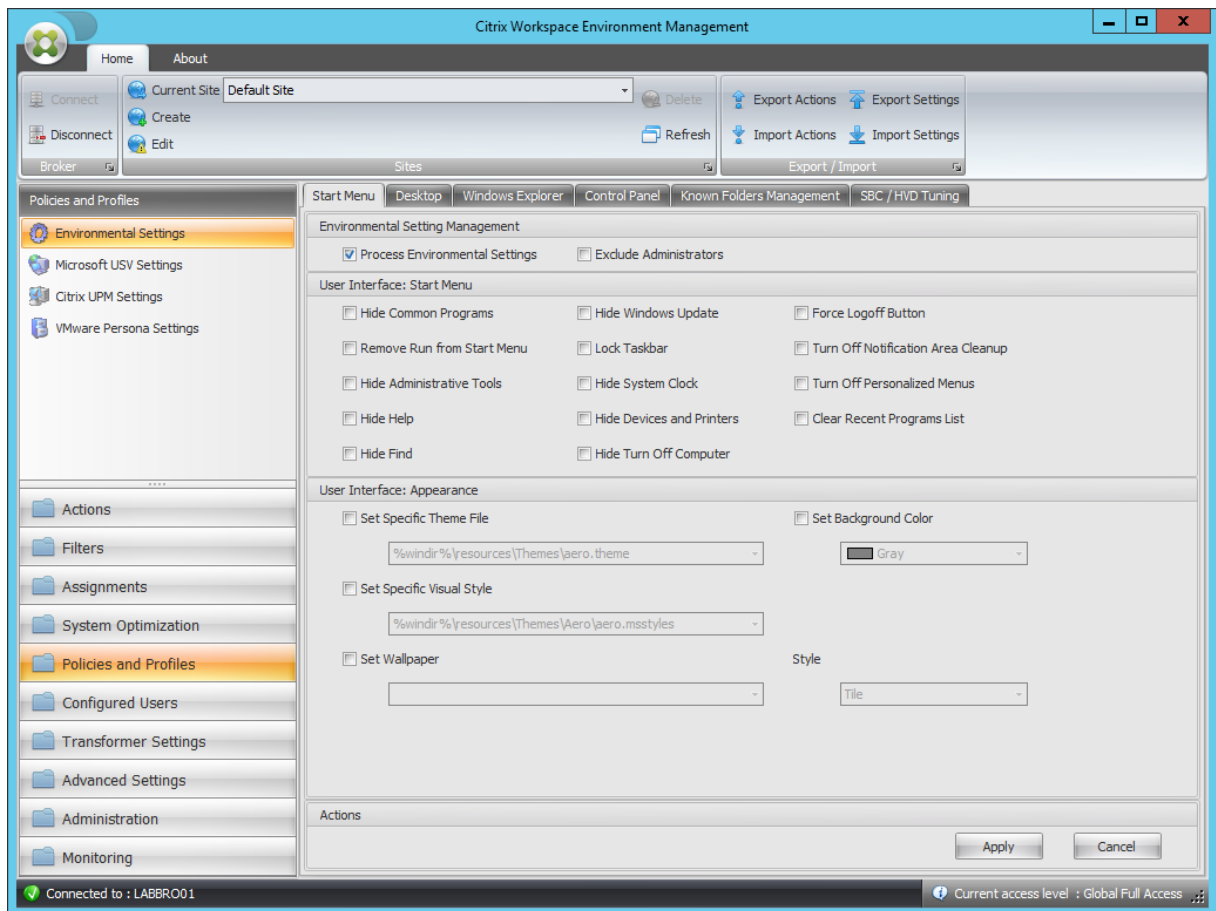 Citrix Workspace Environment Management
Home About
Connect
Disconnect
Broker
Current Site Default Site
Create
Edit
Delete
Refresh
Sites
Export Actions Export Settings
Import Actions Import Settings
Export / Import
Policies and Profiles
Environmental Settings
Microsoft USV Settings
Citrix UPM Settings
VMware Persona Settings
Actions
Filters
Assignments
System Optimization
Policies and Profiles
Configured Users
Transformer Settings
Advanced Settings
Administration
Monitoring
Start Menu Desktop Windows Explorer Control Panel Known Folders Management SBC / HVD Tuning
Environmental Setting Management
Process Environmental Settings Exclude Administrators
User Interface: Start Menu
Hide Common Programs Hide Windows Update Force Logoff Button
Remove Run from Start Menu Lock Taskbar Turn Off Notification Area Cleanup
Hide Administrative Tools Hide System Clock Turn Off Personalized Menus
Hide Help Hide Devices and Printers Clear Recent Programs List
Hide Find Hide Turn Off Computer
User Interface: Appearance
Set Specific Theme File Set Background Color
%windir%\resources\Themes\aero.theme Gray
Set Specific Visual Style
%windir%\resources\Themes\Aero\aero.msstyles
Set Wallpaper Style
Tile
Actions
Apply Cancel
Connected to : LABBRO01 Current access level : Global Full Access